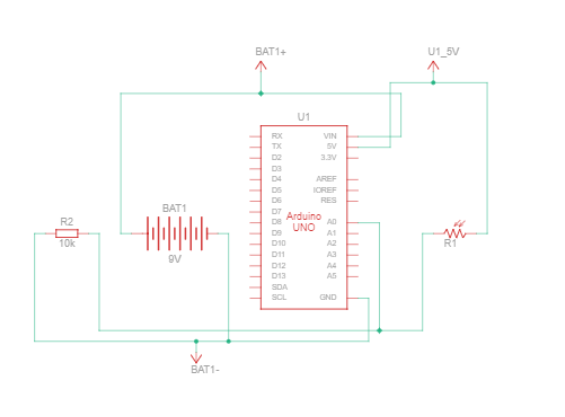 BAT1+
U1_5V
U1
RX
VIN
TX
5V
D2
3.3V
D3
D4
AREF
D5
IOREF
D6
RES
D7
Arduino
UNO
D8
A0
D9
A1
D10
A2
D11
A3
D12
A4
D13
A5
SDA
SCL
GND
BAT1
9V
R2
10k
R1
BAT1-